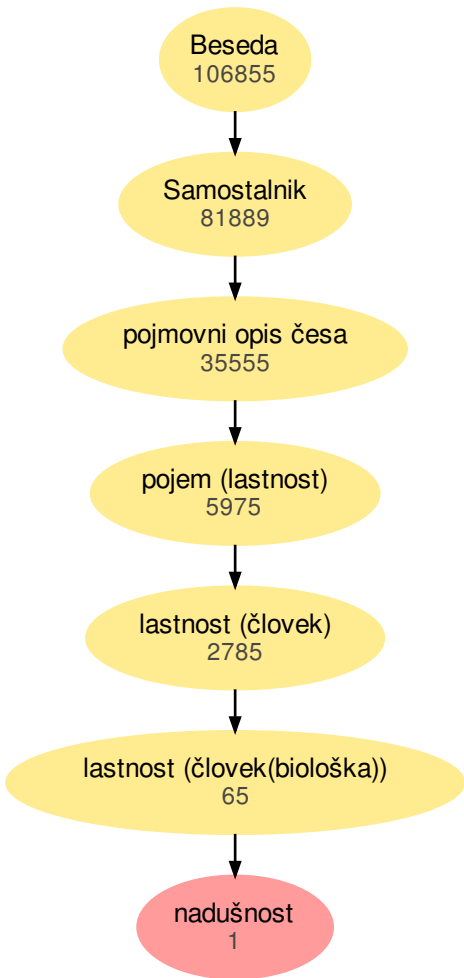 Beseda
106855
Samostalnik
81889
pojmovni opis česa
35555
pojem (lastnost)
5975
lastnost (človek)
2785
lastnost (človek(biološka))
65
nadušnost
1